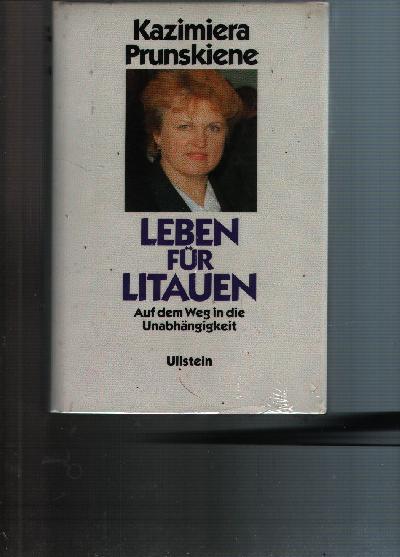 Kazimiera
Prunskiene
LEBEN
FÜR
LITAUEN
Auf dem Weg in die
Unabhängigkeit
Ullstein